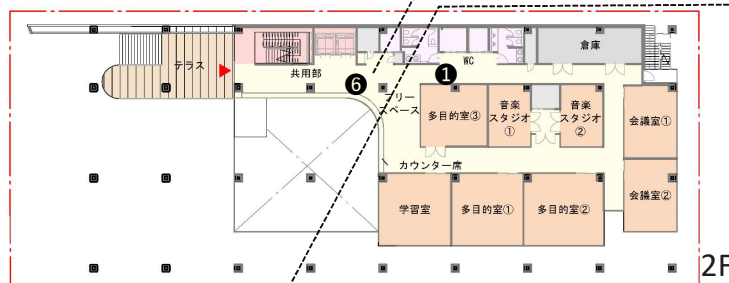 倉庫
WC
テラス
共用部
❻
❶
フリー
スペース
多目的室③
音楽
スタジオ
①
音楽
スタジオ
②
会議室①
カウンター席
学習室
多目的室①
多目的室②
会議室②
2F